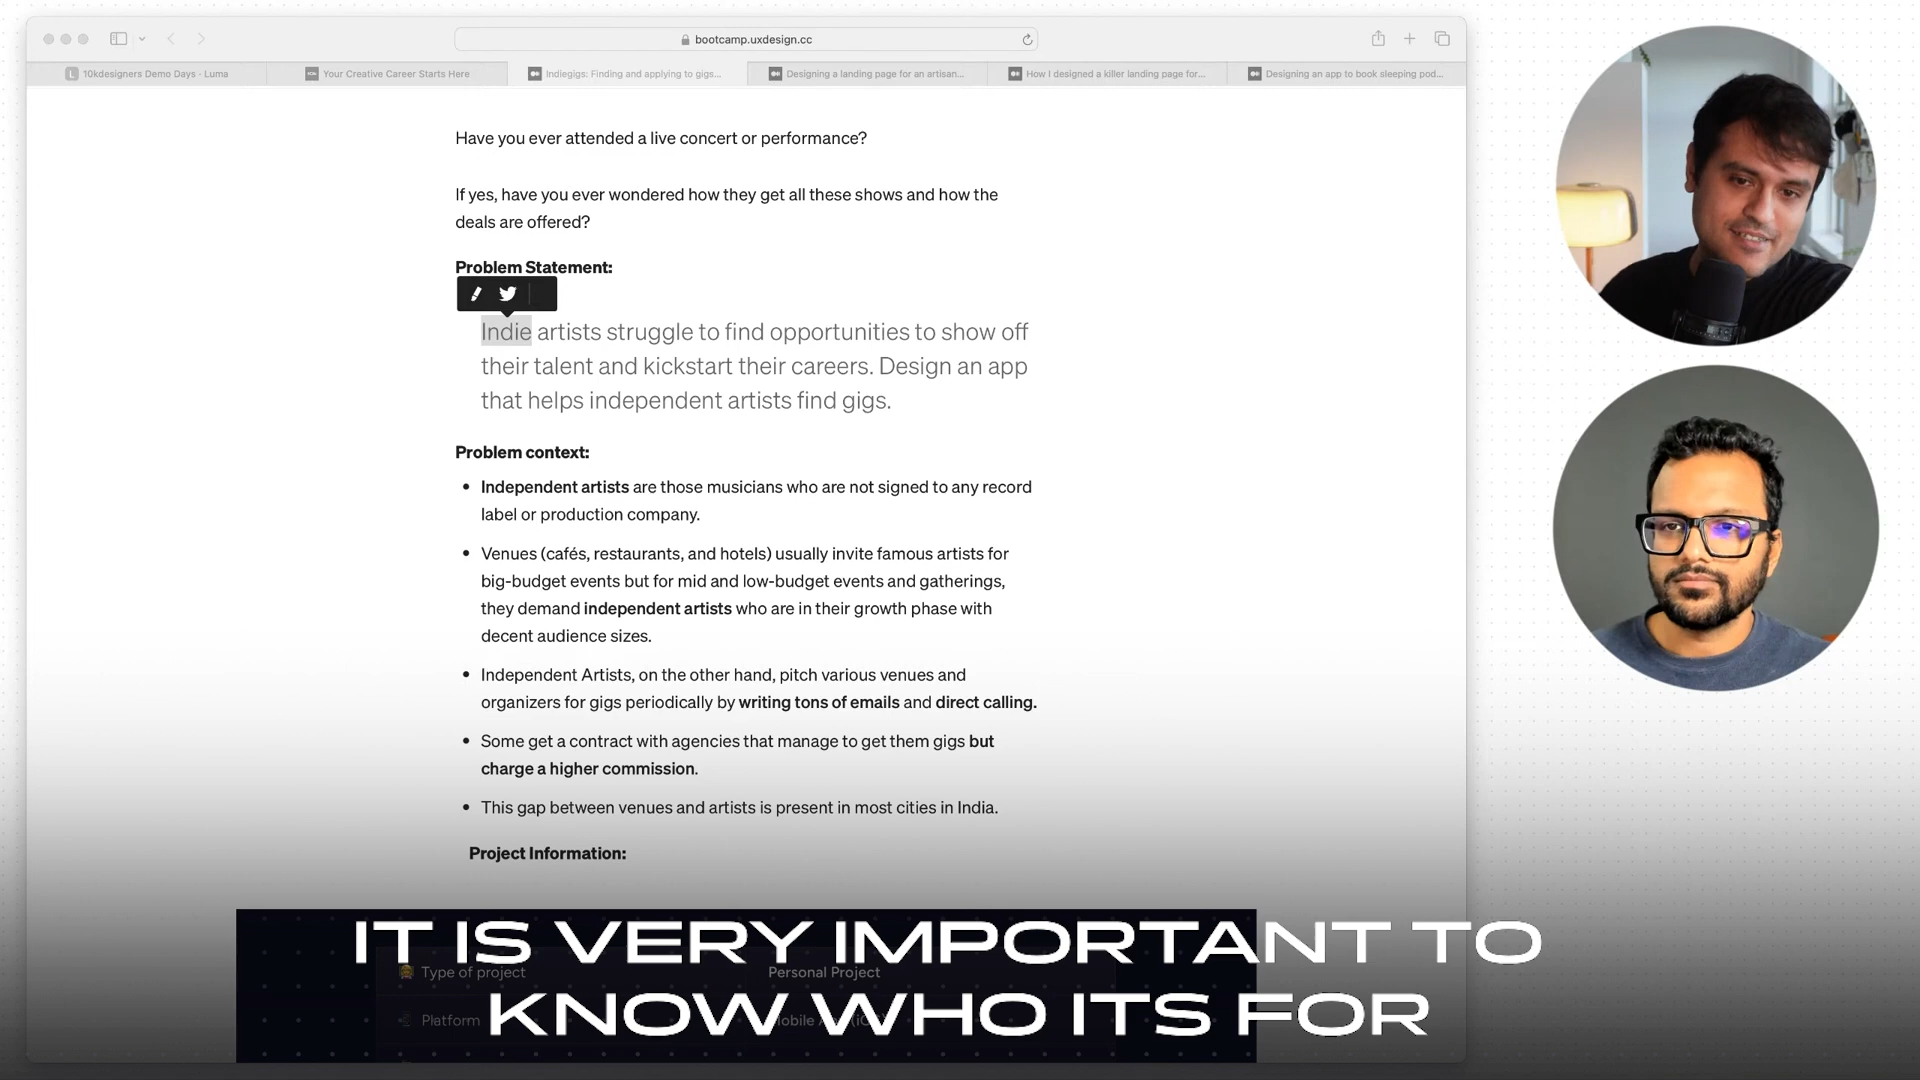 bootcamp.uxdesign.cc
10kdesigners Demo Days - Luma
Your Creative Career Starts Here
Indiegigs: Finding and applying to gigs...
Designing a landing page for an artisan...
How I designed a killer landing page for...
Designing an app to book sleeping pod...
Have you ever attended a live concert or performance?
If yes, have you ever wondered how they get all these shows and how the
deals are offered?
Problem Statement:
Indie artists struggle to find opportunities to show off
their talent and kickstart their careers. Design an app
that helps independent artists find gigs.
Problem context:
• Independent artists are those musicians who are not signed to any record
label or production company.
• Venues (cafés, restaurants, and hotels) usually invite famous artists for
big-budget events but for mid and low-budget events and gatherings,
they demand independent artists who are in their growth phase with
decent audience sizes.
• Independent Artists, on the other hand, pitch various venues and
organizers for gigs periodically by writing tons of emails and direct calling.
• Some get a contract with agencies that manage to get them gigs but
charge a higher commission.
• This gap between venues and artists is present in most cities in India.
Project Information:
IT IS VERY IMPORTANT TO
Type of project
Personal Project
KNOW WHO ITS FOR
Platform